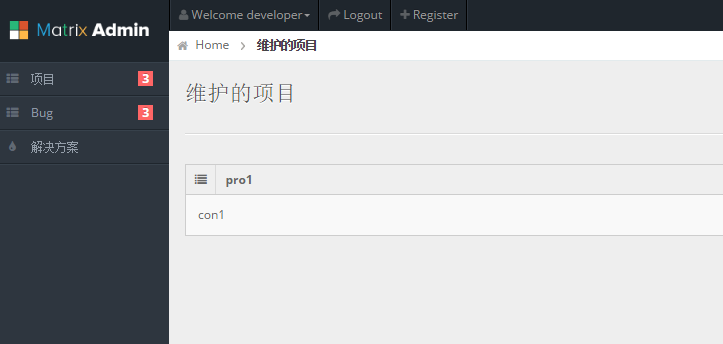 Matrix Admin
Welcome developer
Logout
Register
Home
维护的项目
项目 3
Bug 3
解决方案
维护的项目
pro1
con1